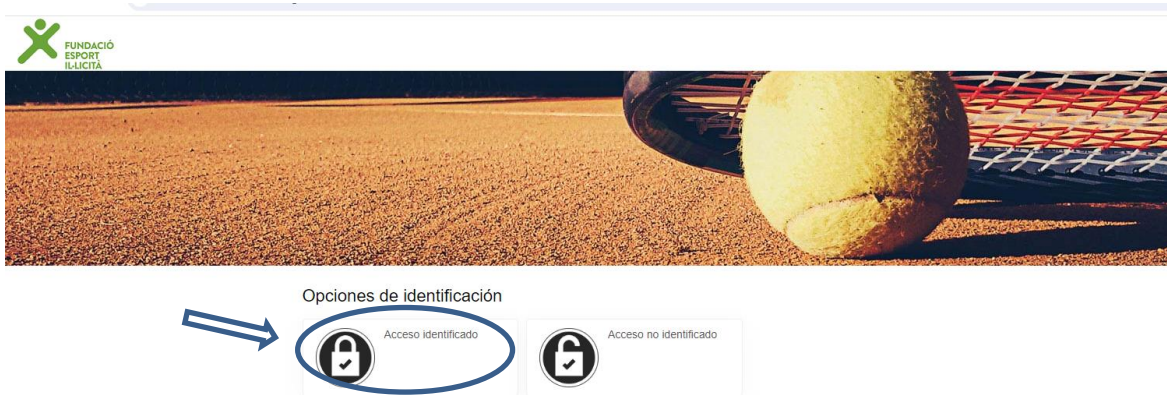 FUNDACIÓ
ESPORT
IL·LICITÀ
Opciones de identificación
Acceso identificado
Acceso no identificado